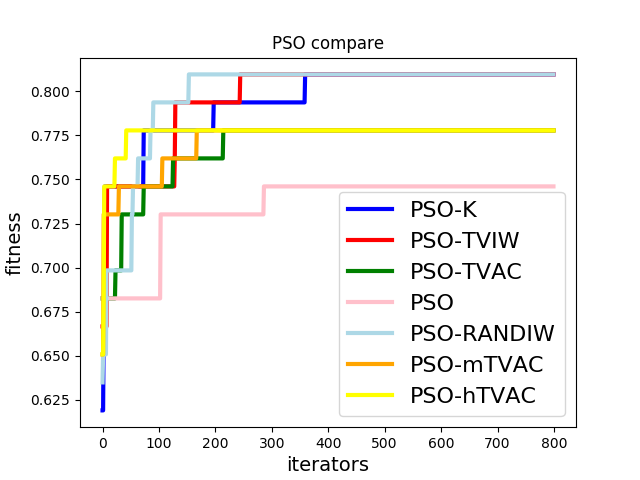 PSO compare
fitness
0.800
0.775
0.750
0.725
0.700
0.675
0.650
0.625
PSO-K
PSO-TVIW
PSO-TVAC
PSO
PSO-RANDIW
PSO-mTVAC
PSO-hTVAC
0 100 200 300 400 500 600 700 800
iterators